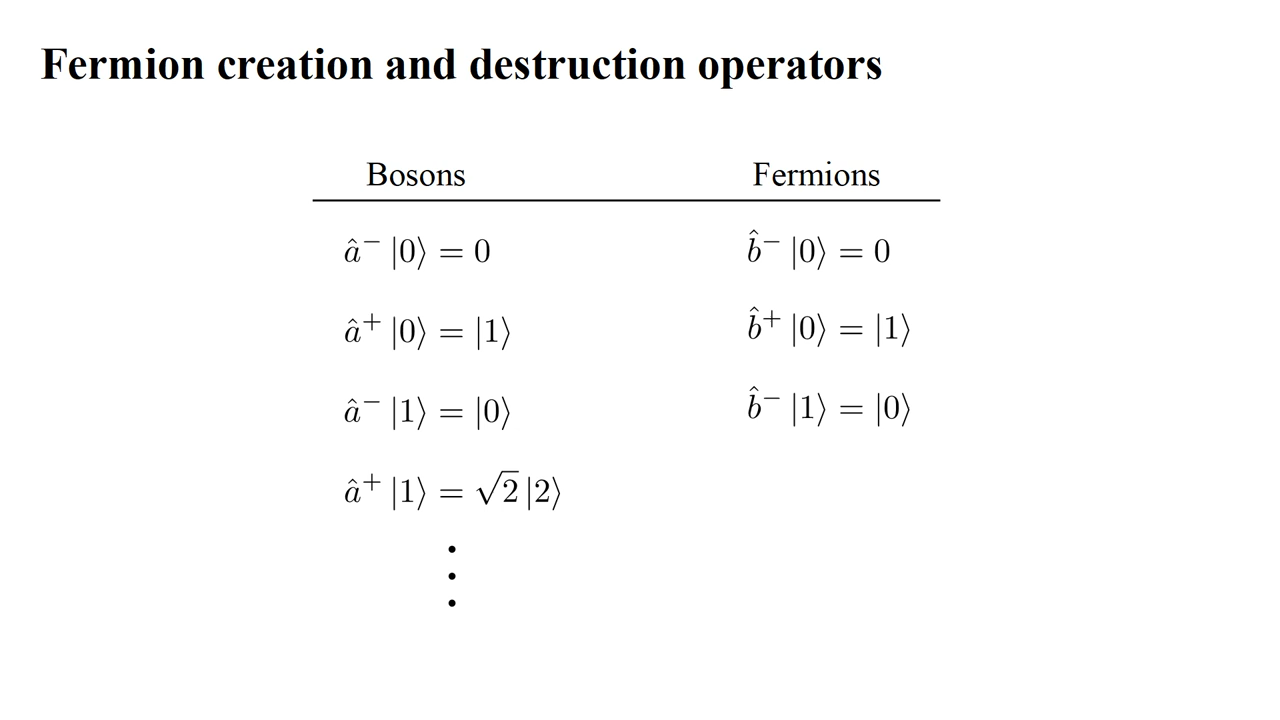 Fermion creation and destruction operators
Bosons Fermions
â⁻ |0⟩ = 0 b̂⁻ |0⟩ = 0
â⁺ |0⟩ = |1⟩ b̂⁺ |0⟩ = |1⟩
â⁻ |1⟩ = |0⟩ b̂⁻ |1⟩ = |0⟩
â⁺ |1⟩ = √2 |2⟩
⋮